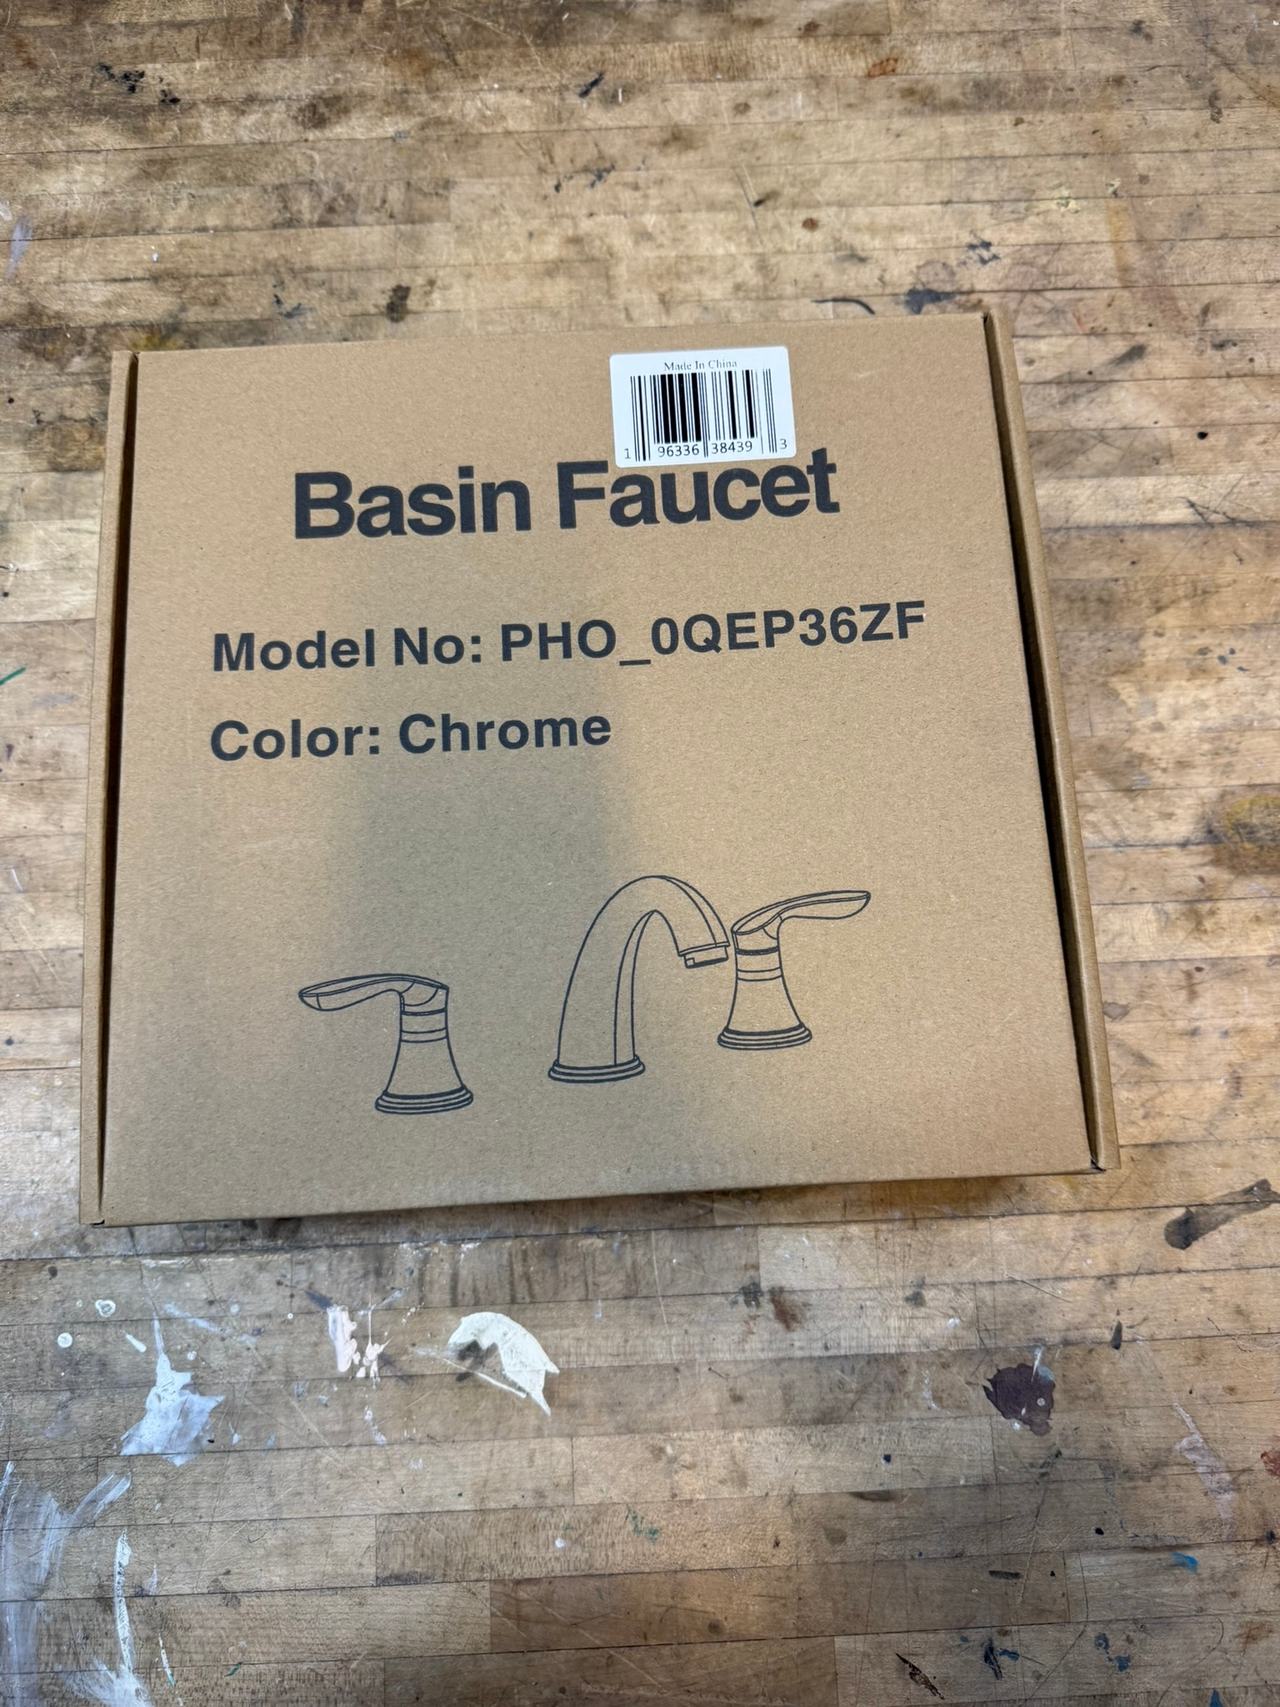 Made In China
1 96336 38439 3
Basin Faucet
Model No: PHO_0QEP36ZF
Color: Chrome